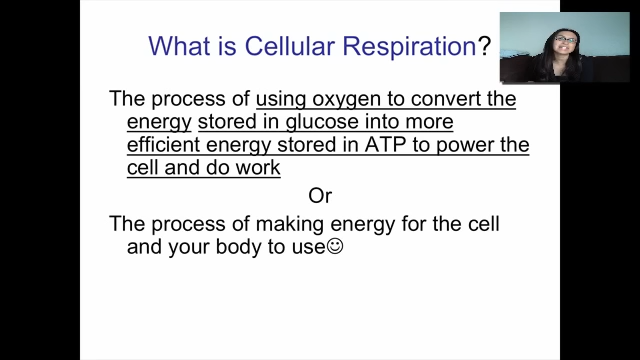 What is Cellular Respiration?
The process of using oxygen to convert the
energy stored in glucose into more
efficient energy stored in ATP to power the
cell and do work
Or
The process of making energy for the cell
and your body to use☺